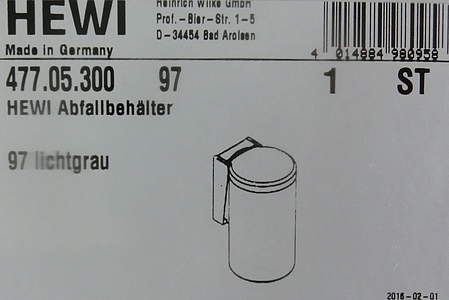 HEWI
Made in Germany
Heinrich Wilke GmbH
Prof.-Bier-Str. 1-5
D-34454 Bad Arolsen
4 014884 980958
477.05.300 97 1 ST
HEWI Abfallbehälter
97 lichtgrau
2016-02-01